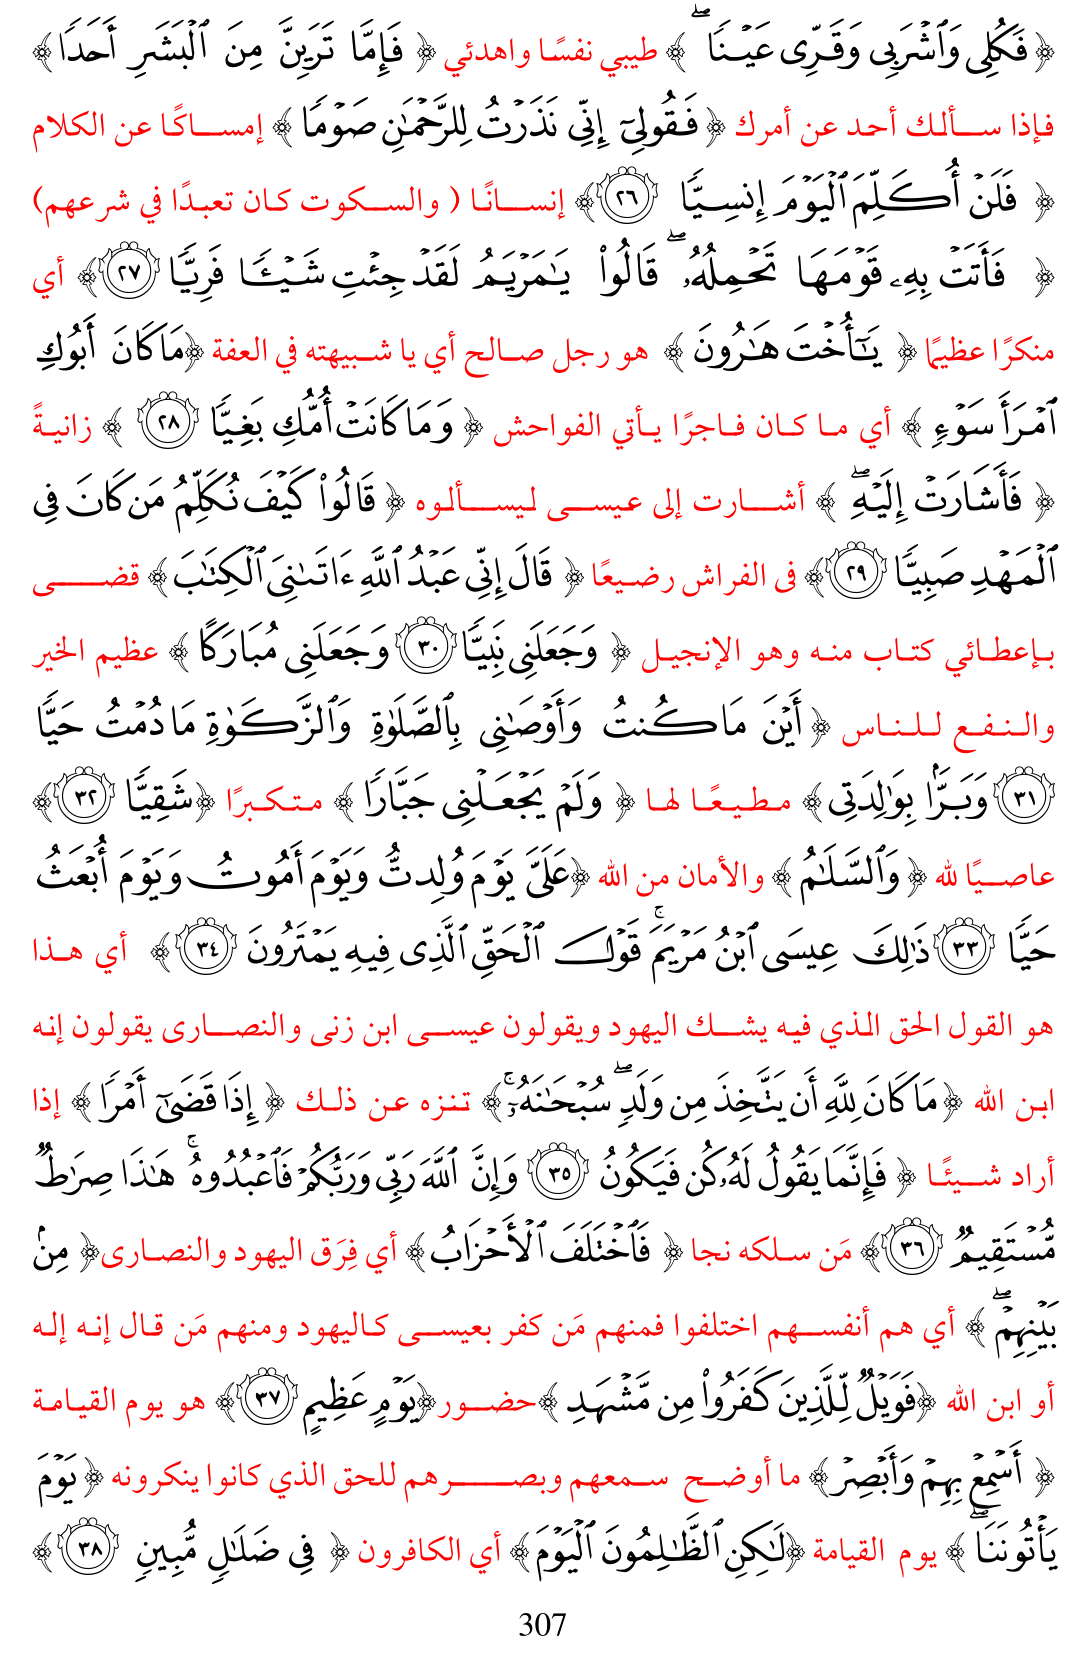 ﴿ فَكُلِى وَٱشْرَبِى وَقَرِّى عَيْنًا ۖ ﴾ طيبي نفسًا واهدئي ﴿ فَإِمَّا تَرَيِنَّ مِنَ ٱلْبَشَرِ أَحَدًا ﴾
فإذا سألك أحد عن أمرك ﴿ فَقُولِىٓ إِنِّى نَذَرْتُ لِلرَّحْمَٰنِ صَوْمًا ﴾ إمساكًا عن الكلام
﴿ فَلَنْ أُكَلِّمَ ٱلْيَوْمَ إِنسِيًّا ٢٦ ﴾ إنسانًا ( والسكوت كان تعبدًا في شرعهم)
﴿ فَأَتَتْ بِهِۦ قَوْمَهَا تَحْمِلُهُۥ ۖ قَالُوا۟ يَٰمَرْيَمُ لَقَدْ جِئْتِ شَيْـًٔا فَرِيًّا ٢٧ ﴾ أي
منكرًا عظيمًا ﴿ يَٰٓأُخْتَ هَٰرُونَ ﴾ هو رجل صالح أي يا شبيهته في العفة ﴿ مَا كَانَ أَبُوكِ
ٱمْرَأَ سَوْءٍ ﴾ أي ما كان فاجرًا يأتي الفواحش ﴿ وَمَا كَانَتْ أُمُّكِ بَغِيًّا ٢٨ ﴾ زانيةً
﴿ فَأَشَارَتْ إِلَيْهِ ۖ ﴾ أشارت إلى عيسى ليسألوه ﴿ قَالُوا۟ كَيْفَ نُكَلِّمُ مَن كَانَ فِى
ٱلْمَهْدِ صَبِيًّا ٢٩ ﴾ فى الفراش رضيعًا ﴿ قَالَ إِنِّى عَبْدُ ٱللَّهِ ءَاتَىٰنِىَ ٱلْكِتَٰبَ ﴾ قضى
بإعطائي كتاب منه وهو الإنجيل ﴿ وَجَعَلَنِى نَبِيًّا ٣٠ وَجَعَلَنِى مُبَارَكًا ﴾ عظيم الخير
والنفع للناس ﴿ أَيْنَ مَا كُنتُ وَأَوْصَٰنِى بِٱلصَّلَوٰةِ وَٱلزَّكَوٰةِ مَا دُمْتُ حَيًّا
٣١ وَبَرًّۢا بِوَٰلِدَتِى ﴾ مطيعًا لها ﴿ وَلَمْ يَجْعَلْنِى جَبَّارًا ﴾ متكبرًا ﴿ شَقِيًّا ٣٢ ﴾
عاصيًا لله ﴿ وَٱلسَّلَٰمُ ﴾ والأمان من الله ﴿ عَلَىَّ يَوْمَ وُلِدتُّ وَيَوْمَ أَمُوتُ وَيَوْمَ أُبْعَثُ
حَيًّا ٣٣ ذَٰلِكَ عِيسَى ٱبْنُ مَرْيَمَ ۚ قَوْلَ ٱلْحَقِّ ٱلَّذِى فِيهِ يَمْتَرُونَ ٣٤ ﴾ أي هذا
هو القول الحق الذي فيه يشك اليهود ويقولون عيسى ابن زنى والنصارى يقولون إنه
ابن الله ﴿ مَا كَانَ لِلَّهِ أَن يَتَّخِذَ مِن وَلَدٍ ۖ سُبْحَٰنَهُۥٓ ۚ ﴾ تنزه عن ذلك ﴿ إِذَا قَضَىٰٓ أَمْرًا ﴾ إذا
أراد شيئًا ﴿ فَإِنَّمَا يَقُولُ لَهُۥ كُن فَيَكُونُ ٣٥ وَإِنَّ ٱللَّهَ رَبِّى وَرَبُّكُمْ فَٱعْبُدُوهُ ۚ هَٰذَا صِرَٰطٌ
مُّسْتَقِيمٌ ٣٦ ﴾ مَن سلكه نجا ﴿ فَٱخْتَلَفَ ٱلْأَحْزَابُ ﴾ أي فِرَق اليهود والنصارى ﴿ مِنۢ
بَيْنِهِمْ ۖ ﴾ أي هم أنفسهم اختلفوا فمنهم مَن كفر بعيسى كاليهود ومنهم مَن قال إنه إله
أو ابن الله ﴿ فَوَيْلٌ لِّلَّذِينَ كَفَرُوا۟ مِن مَّشْهَدِ ﴾ حضور ﴿ يَوْمٍ عَظِيمٍ ٣٧ ﴾ هو يوم القيامة
﴿ أَسْمِعْ بِهِمْ وَأَبْصِرْ ﴾ ما أوضح سمعهم وبصرهم للحق الذي كانوا ينكرونه ﴿ يَوْمَ
يَأْتُونَنَا ۖ ﴾ يوم القيامة ﴿ لَٰكِنِ ٱلظَّٰلِمُونَ ٱلْيَوْمَ ﴾ أي الكافرون ﴿ فِى ضَلَٰلٍ مُّبِينٍ ٣٨ ﴾
307